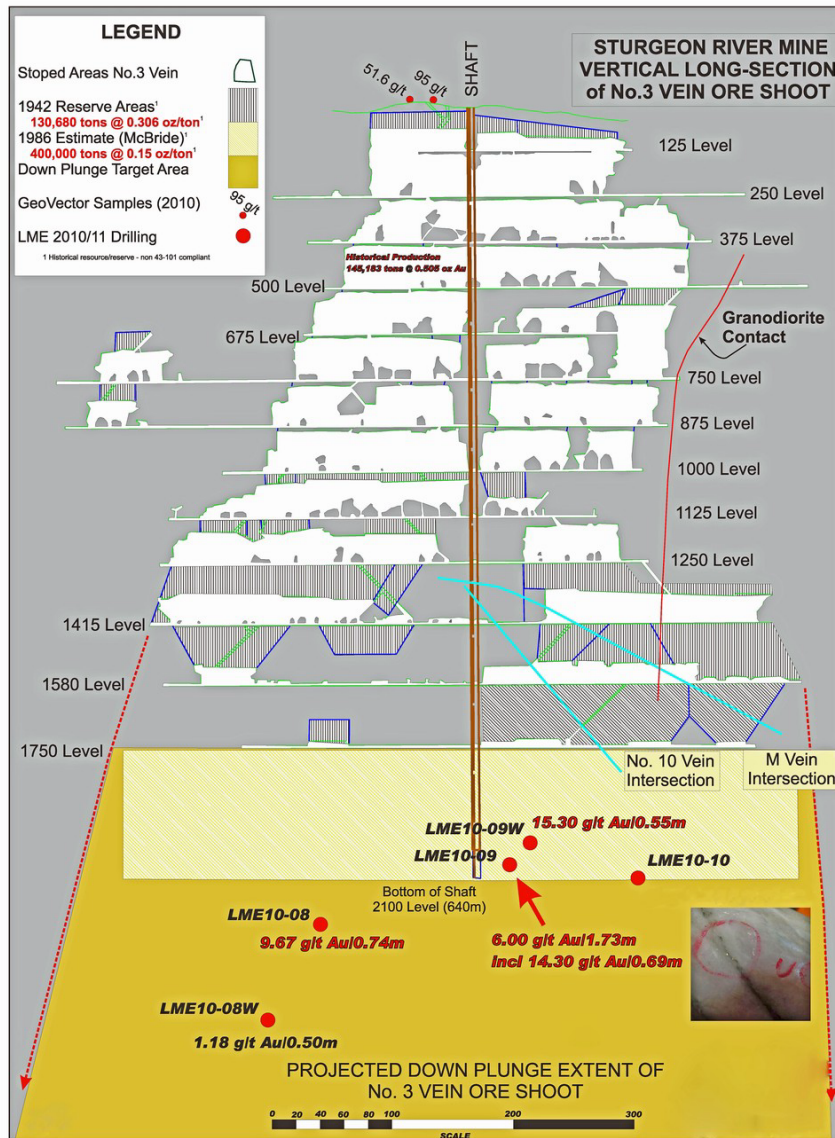 LEGEND
Stoped Areas No.3 Vein
1942 Reserve Areas¹
130,680 tons @ 0.306 oz/ton¹
1986 Estimate (McBride)
400,000 tons @ 0.15 oz/ton¹
Down Plunge Target Area
95 g/t
GeoVector Samples (2010)
LME 2010/11 Drilling
1 Historical resource/reserve - non 43-101 compliant
51.6 g/t
95 g/t
SHAFT
STURGEON RIVER MINE
VERTICAL LONG-SECTION
of No.3 VEIN ORE SHOOT
125 Level
250 Level
375 Level
Historical Production
145,183 tons @ 0.505 oz Au
500 Level
Granodiorite
Contact
675 Level
750 Level
875 Level
1000 Level
1125 Level
1250 Level
1415 Level
1580 Level
1750 Level
No. 10 Vein
Intersection
M Vein
Intersection
LME10-09W
15.30 g/t Au/0.55m
LME10-09
LME10-10
Bottom of Shaft
2100 Level (640m)
LME10-08
9.67 g/t Au/0.74m
6.00 g/t Au/1.73m
incl 14.30 g/t Au/0.69m
LME10-08W
1.18 g/t Au/0.50m
PROJECTED DOWN PLUNGE EXTENT OF
No. 3 VEIN ORE SHOOT
0 20 40 60 80 100 200 300
SCALE